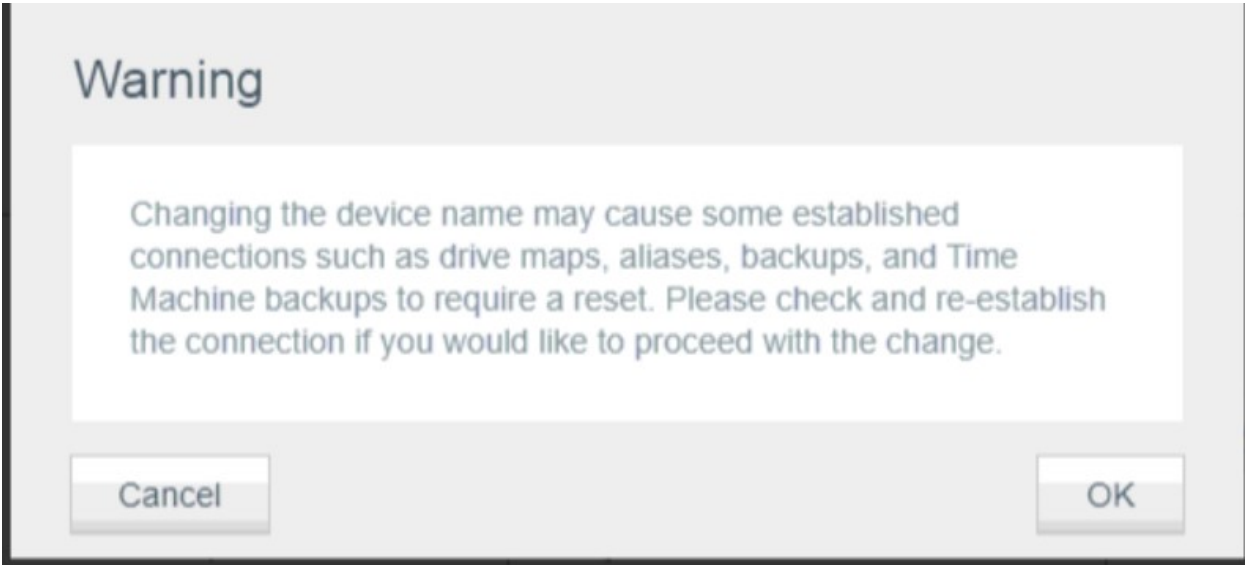 Warning
Changing the device name may cause some established
connections such as drive maps, aliases, backups, and Time
Machine backups to require a reset. Please check and re-establish
the connection if you would like to proceed with the change.
Cancel
OK